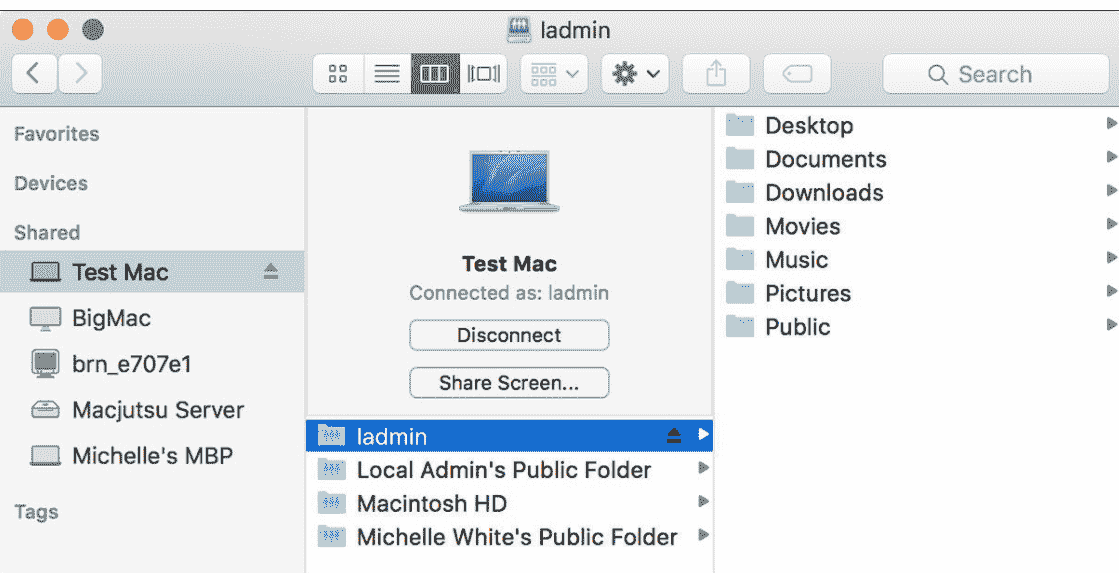 ladmin
Search
Favorites
Devices
Shared
Test Mac
BigMac
brn_e707e1
Macjutsu Server
Michelle's MBP
Tags
Test Mac
Connected as: ladmin
Disconnect
Share Screen...
ladmin
Local Admin's Public Folder
Macintosh HD
Michelle White's Public Folder
Desktop
Documents
Downloads
Movies
Music
Pictures
Public